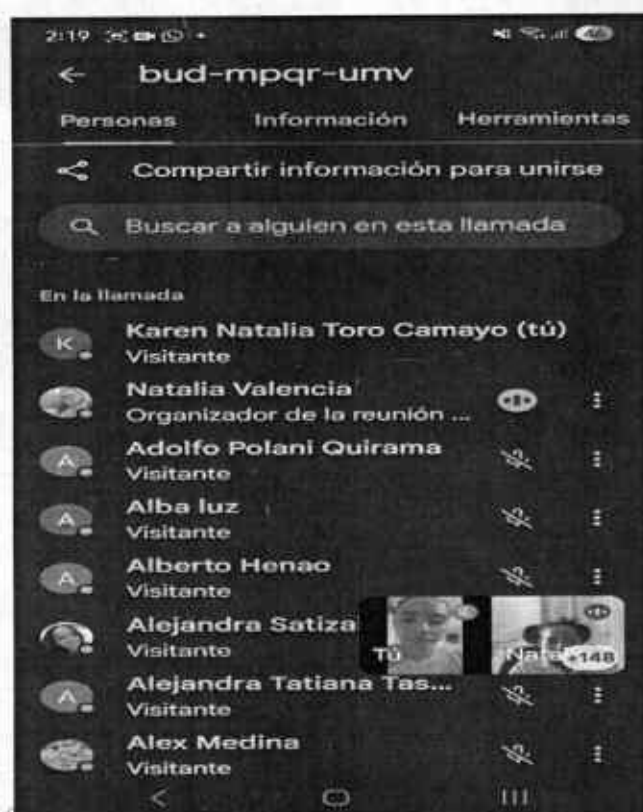 2:19
bud-mpqr-umv
Personas Información Herramientas
Compartir información para unirse
Buscar a alguien en esta llamada
En la llamada
K Karen Natalia Toro Camayo (tú)
Visitante
Natalia Valencia
Organizador de la reunión ...
A Adolfo Polani Quirama
Visitante
A Alba luz
Visitante
A Alberto Henao
Visitante
Alejandra Satiza
Visitante
Tú
+148
A Alejandra Tatiana Tas...
Visitante
Alex Medina
Visitante